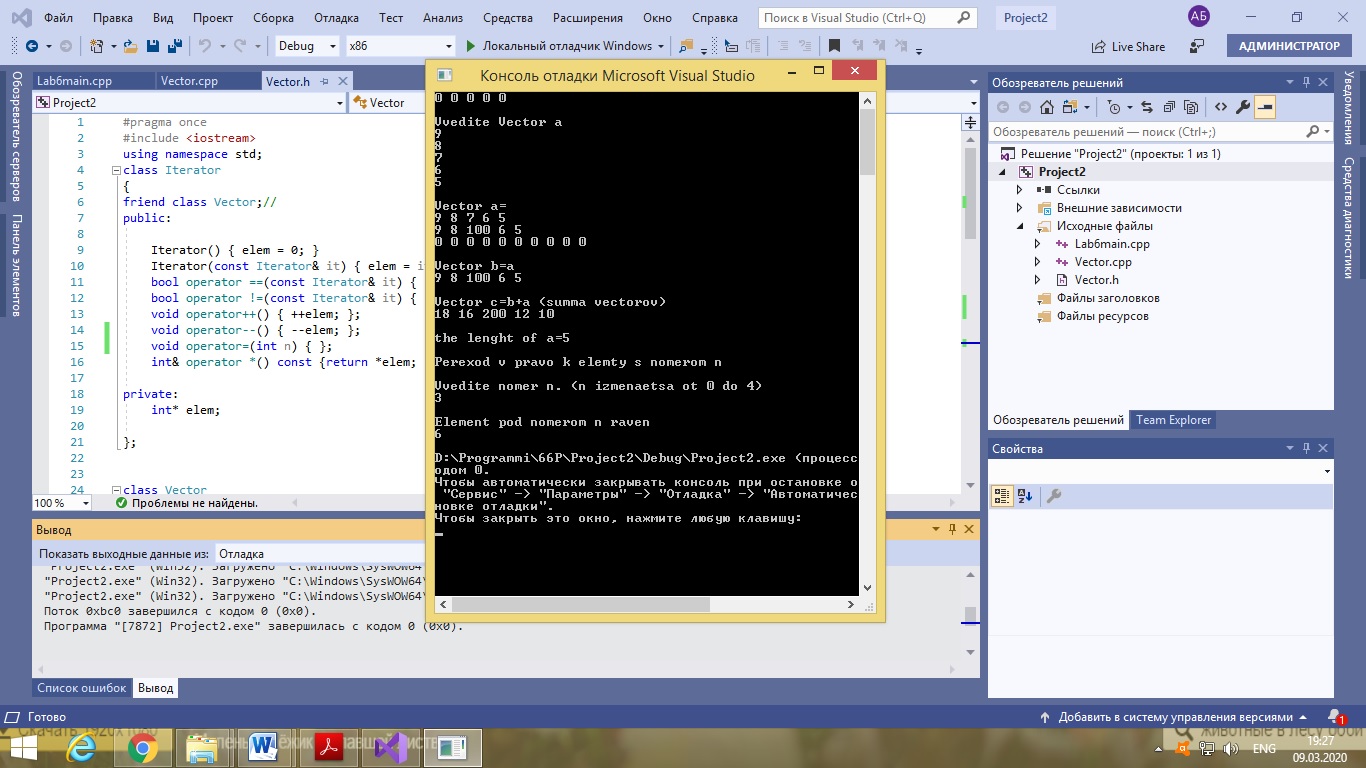 Файл Правка Вид Проект Сборка Отладка Тест Анализ Средства Расширения Окно Справка Поиск в Visual Studio (Ctrl+Q) Project2 АБ
Debug x86 Локальный отладчик Windows Live Share АДМИНИСТРАТОР
Обозреватель серверов
Панель элементов
Lab6main.cpp Vector.cpp Vector.h
Project2 Vector
1 #pragma once
2 #include <iostream>
3 using namespace std;
4 class Iterator
5 {
6 friend class Vector;//
7 public:
8
9 Iterator() { elem = 0; }
10 Iterator(const Iterator& it) { elem = i
11 bool operator ==(const Iterator& it) {
12 bool operator !=(const Iterator& it) {
13 void operator++() { ++elem; };
14 void operator--() { --elem; };
15 void operator=(int n) { };
16 int& operator *() const {return *elem;
17
18 private:
19 int* elem;
20
21 };
22
23
24 class Vector
100 % Проблемы не найдены.
Консоль отладки Microsoft Visual Studio
0 0 0 0 0
Vvedite Vector a
9
8
7
6
5
Vector a=
9 8 7 6 5
9 8 100 6 5
0 0 0 0 0 0 0 0 0 0
Vector b=a
9 8 100 6 5
Vector c=b+a (summa vectorov)
18 16 200 12 10
the lenght of a=5
Perexod v pravo k elemty s nomerom n
Vvedite nomer n. (n izmenaetsa ot 0 do 4)
3
Element pod nomerom n raven
6
D:\Programmi\66P\Project2\Debug\Project2.exe (процесс
одом 0.
Чтобы автоматически закрывать консоль при остановке о
"Сервис" -> "Параметры" -> "Отладка" -> "Автоматичес
новке отладки".
Чтобы закрыть это окно, нажмите любую клавишу:
Вывод
Показать выходные данные из: Отладка
"Project2.exe" (Win32). Загружено "C:\Windows\SysWOW64
"Project2.exe" (Win32). Загружено "C:\Windows\SysWOW64\
"Project2.exe" (Win32). Загружено "C:\Windows\SysWOW64
Поток 0xbc0 завершился с кодом 0 (0x0).
Программа "[7872] Project2.exe" завершилась с кодом 0 (0x0).
Список ошибок Вывод
Обозреватель решений
Обозреватель решений — поиск (Ctrl+;)
Решение "Project2" (проекты: 1 из 1)
Project2
Ссылки
Внешние зависимости
Исходные файлы
Lab6main.cpp
Vector.cpp
Vector.h
Файлы заголовков
Файлы ресурсов
Обозреватель решений Team Explorer
Свойства
Уведомления
Средства диагностики
Готово Добавить в систему управления версиями 1
ENG 19:27
09.03.2020